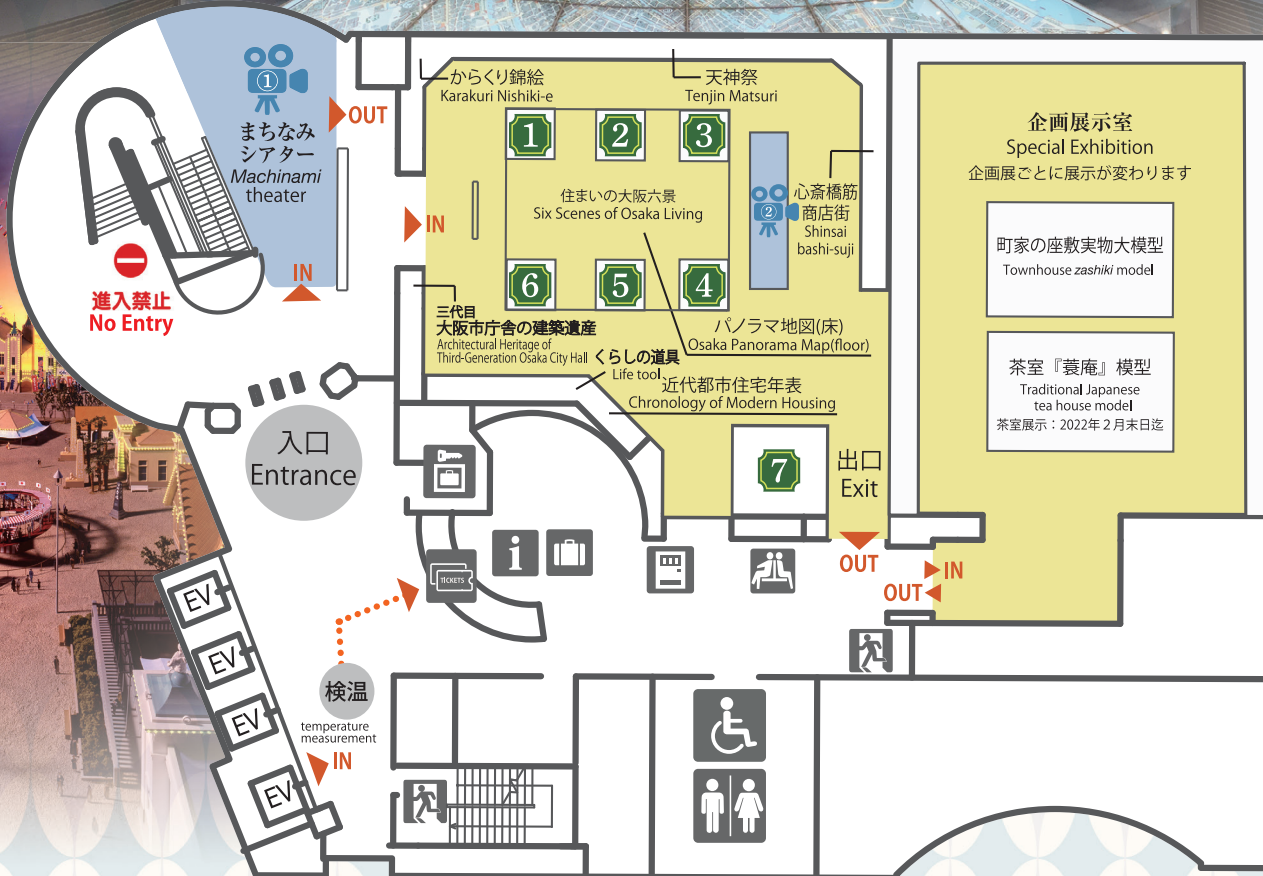 ①
まちなみ
シアター
Machinami
theater
OUT
IN
進入禁止
No Entry
からくり錦絵
Karakuri Nishiki-e
天神祭
Tenjin Matsuri
IN
1
2
3
住まいの大阪六景
Six Scenes of Osaka Living
②
心斎橋筋
商店街
Shinsai
bashi-suji
6
5
4
三代目
大阪市庁舎の建築遺産
Architectural Heritage of
Third-Generation Osaka City Hall
パノラマ地図(床)
Osaka Panorama Map(floor)
くらしの道具
Life tool
近代都市住宅年表
Chronology of Modern Housing
7
出口
Exit
OUT
企画展示室
Special Exhibition
企画展ごとに展示が変わります
町家の座敷実物大模型
Townhouse zashiki model
茶室『蓑庵』模型
Traditional Japanese
tea house model
茶室展示：2022年２月末日迄
IN
OUT
入口
Entrance
TICKETS
i
EV
EV
EV
EV
検温
temperature
measurement
IN